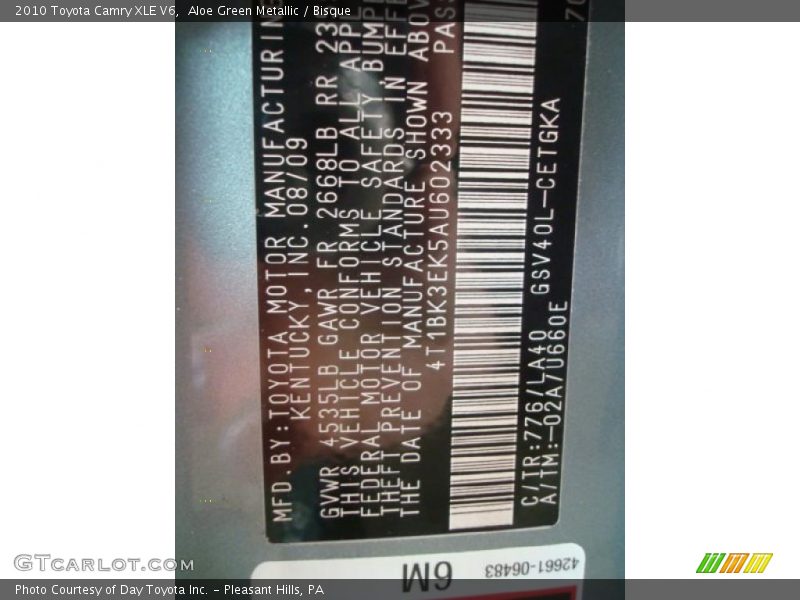 2010 Toyota Camry XLE V6,  Aloe Green Metallic / Bisque
MFD.BY:TOYOTA MOTOR MANUFACTURING
KENTUCKY,INC.08/09
GVWR 4535LB GAWR FR 2668LB RR 23
THIS VEHICLE CONFORMS TO ALL APPL
FEDERAL MOTOR VEHICLE SAFETY,BUMPE
THEFT PREVENTION STANDARDS IN EFFE
THE DATE OF MANUFACTURE SHOWN ABOV
4T1BK3EK5AU602333 PAS
C/TR:776/LA40 GSV40L-CETGKA
A/TM:-02A/U660E
42661-06483
6M
GTCARLOT.COM
Photo Courtesy of Day Toyota Inc. - Pleasant Hills, PA